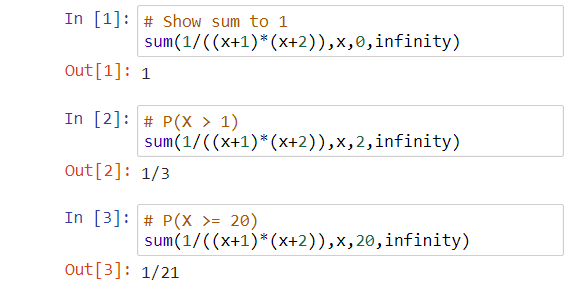 In [1]: # Show sum to 1
sum(1/((x+1)*(x+2)),x,0,infinity)
Out[1]: 1
In [2]: # P(X > 1)
sum(1/((x+1)*(x+2)),x,2,infinity)
Out[2]: 1/3
In [3]: # P(X >= 20)
sum(1/((x+1)*(x+2)),x,20,infinity)
Out[3]: 1/21